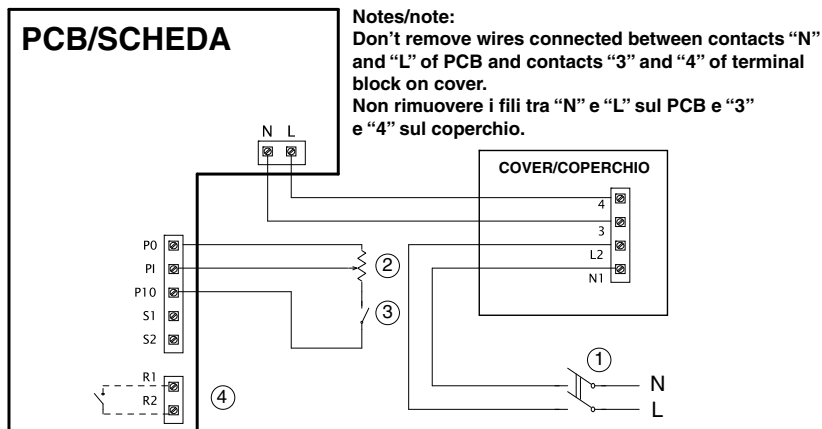 PCB/SCHEDA
Notes/note:
Don’t remove wires connected between contacts “N”
and “L” of PCB and contacts “3” and “4” of terminal
block on cover.
Non rimuovere i fili tra “N” e “L” sul PCB e “3”
e “4” sul coperchio.
N L
COVER/COPERCHIO
4
3
L2
N1
P0
PI
P10
S1
S2
2
3
R1
R2
4
1
N
L